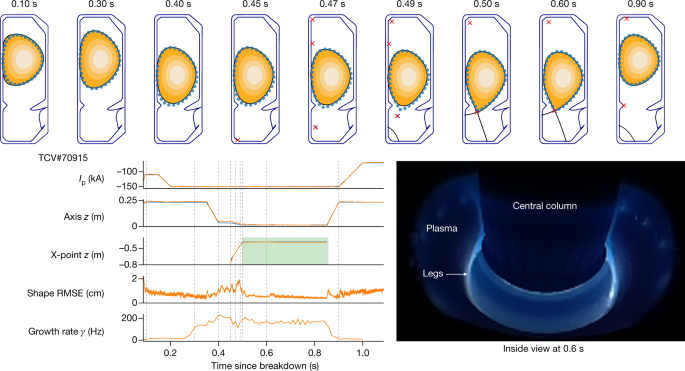 0.10 s 0.30 s 0.40 s 0.45 s 0.47 s 0.49 s 0.50 s 0.60 s 0.90 s
TCV#70915
Ip (kA)
−100
−150
Axis z (m)
0.25
0
X-point z (m)
−0.5
−0.8
Shape RMSE (cm)
2
0
Growth rate γ (Hz)
200
0
0.2 0.4 0.6 0.8 1.0
Time since breakdown (s)
Central column
Plasma
Legs
Inside view at 0.6 s